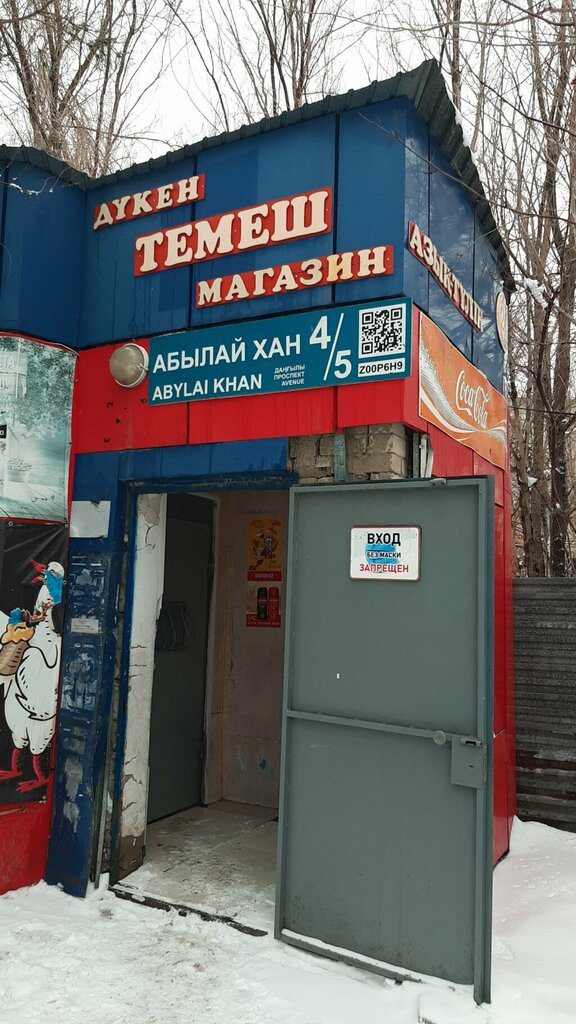 ДҮКЕН
ТЕМЕШ
МАГАЗИН
АЗЫҚ-ТҮЛІК
АБЫЛАЙ ХАН 4/5
ABYLAI KHAN
ДАҢҒЫЛЫ
ПРОСПЕКТ
AVENUE
Z00P6H9
Coca-Cola
ВХОД
БЕЗ МАСКИ
ЗАПРЕЩЕН